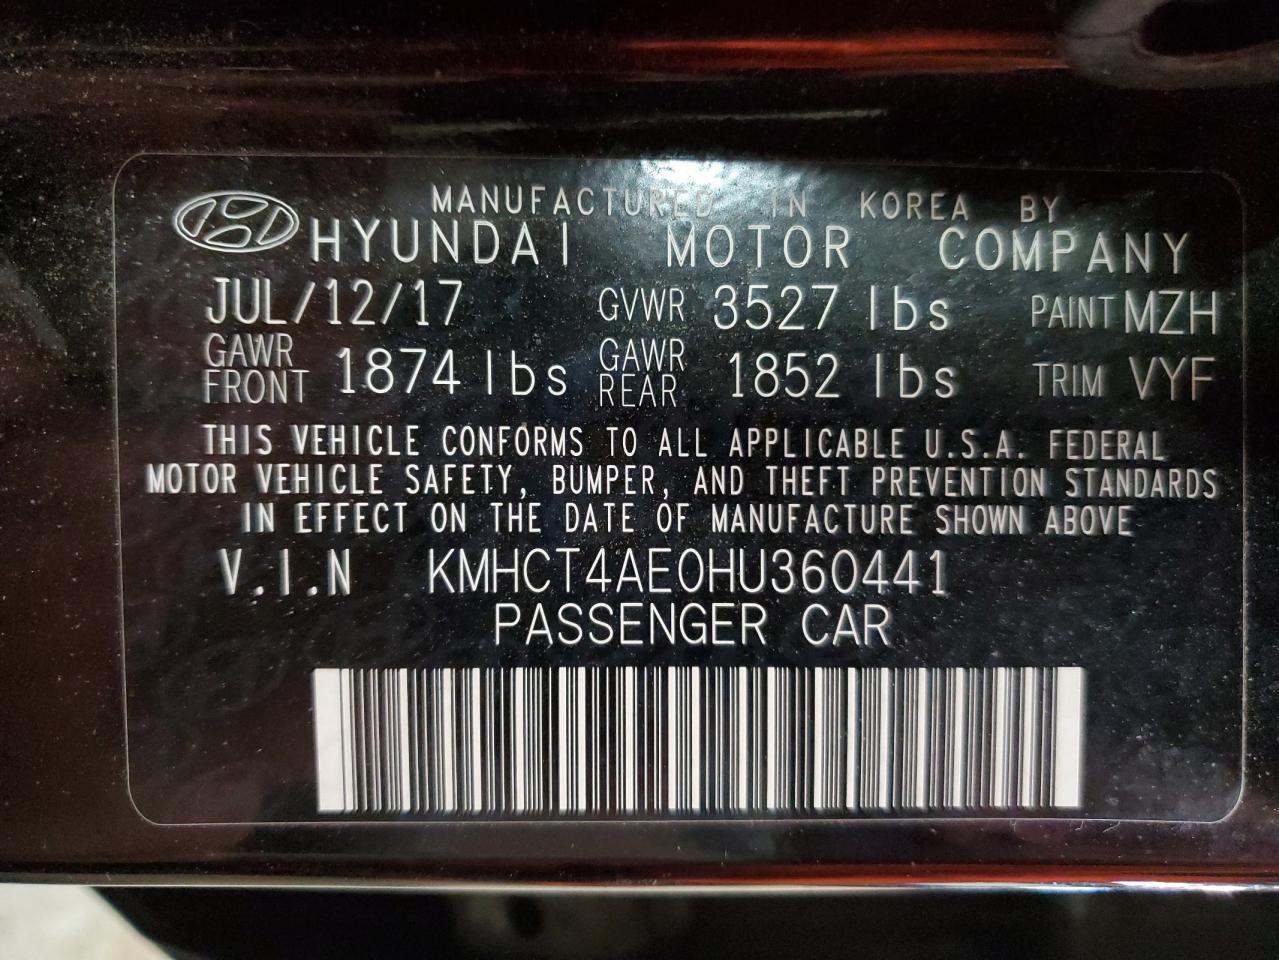 MANUFACTURED IN KOREA BY
HYUNDAI MOTOR COMPANY
JUL/12/17 GVWR 3527 lbs PAINT MZH
GAWR FRONT 1874 lbs GAWR REAR 1852 lbs TRIM VYF
THIS VEHICLE CONFORMS TO ALL APPLICABLE U.S.A. FEDERAL
MOTOR VEHICLE SAFETY, BUMPER, AND THEFT PREVENTION STANDARDS
IN EFFECT ON THE DATE OF MANUFACTURE SHOWN ABOVE
V.I.N KMHCT4AE0HU360441
PASSENGER CAR